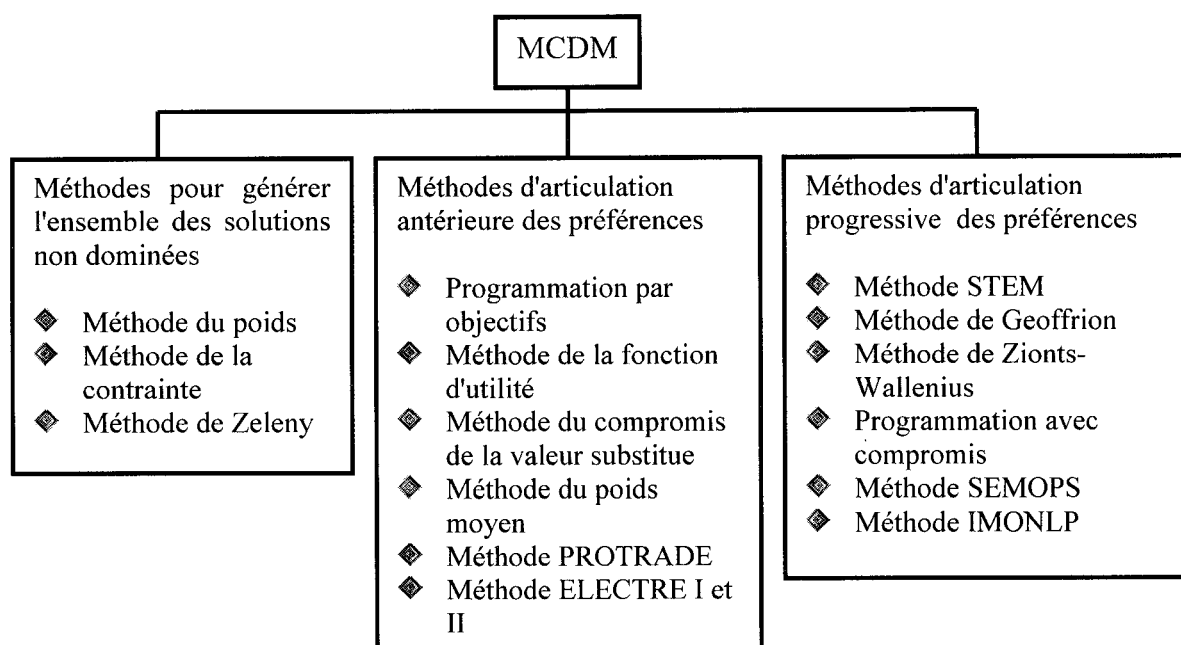 MCDM
Méthodes pour générer
l'ensemble des solutions
non dominées
Méthode du poids
Méthode de la
contrainte
Méthode de Zeleny
Méthodes d'articulation
antérieure des préférences
Programmation par
objectifs
Méthode de la fonction
d'utilité
Méthode du compromis
de la valeur substitue
Méthode du poids
moyen
Méthode PROTRADE
Méthode ELECTRE I et
II
Méthodes d'articulation
progressive des préférences
Méthode STEM
Méthode de Geoffrion
Méthode de Zionts-
Wallenius
Programmation avec
compromis
Méthode SEMOPS
Méthode IMONLP